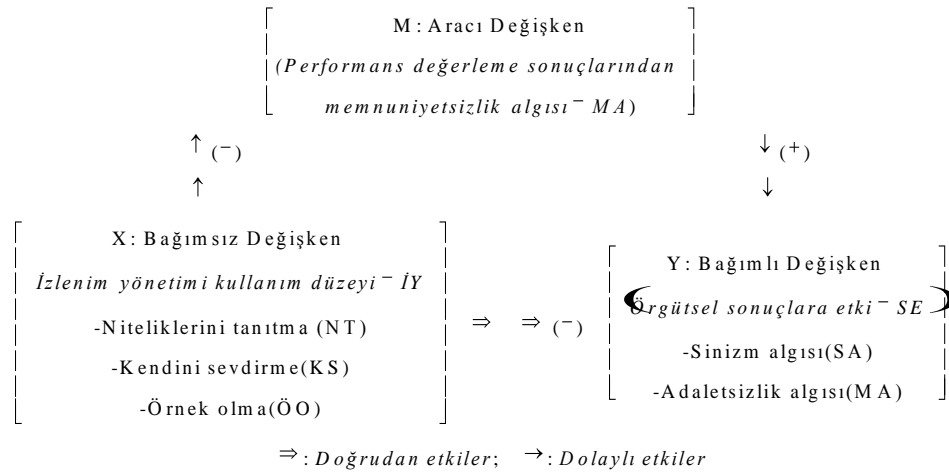 M: Aracı Değişken
(Performans değerleme sonuçlarından
memnuniyetsizlik algısı – MA)
↑ (–) ↓ (+)
↑ ↓
X: Bağımsız Değişken
İzlenim yönetimi kullanım düzeyi – İY
-Niteliklerini tanıtma (NT)
-Kendini sevdirme(KS)
-Örnek olma(ÖO)
⇒ ⇒ (–)
Y: Bağımlı Değişken
(Örgütsel sonuçlara etki – SE)
-Sinizm algısı(SA)
-Adaletsizlik algısı(MA)
⇒: Doğrudan etkiler; →: Dolaylı etkiler